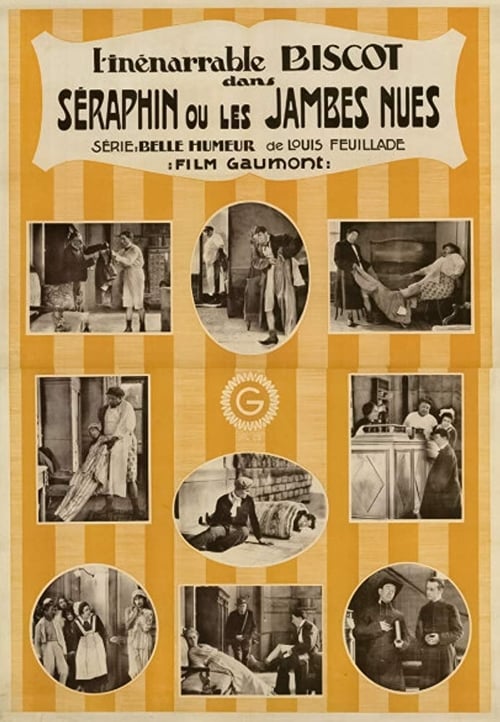 L'inénarrable BISCOT
dans
SÉRAPHIN OU LES JAMBES NUES
SÉRIE: BELLE HUMEUR de LOUIS FEUILLADE
:FILM GAUMONT:
G